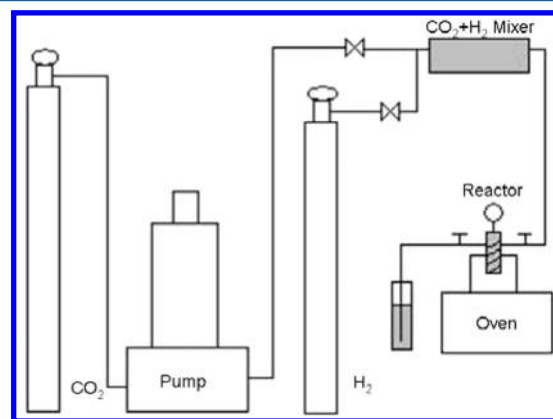 CO₂+H₂ Mixer
Reactor
Oven
CO₂
Pump
H₂